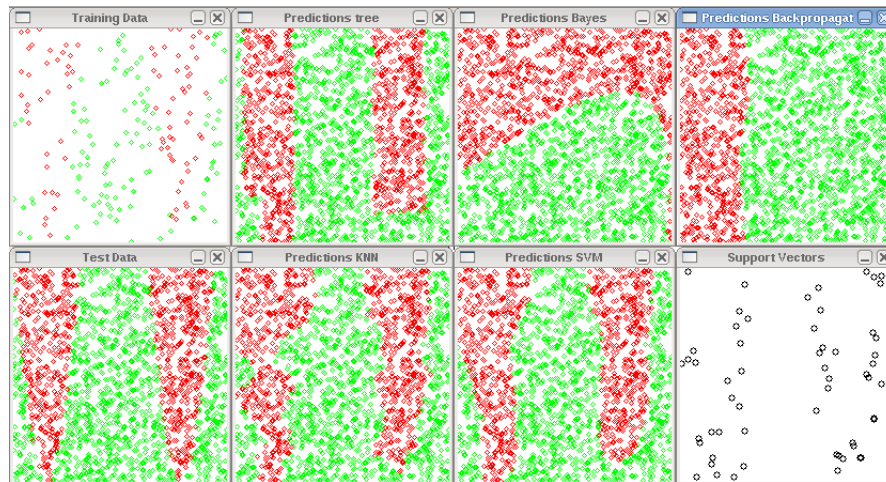 Training Data
Predictions tree
Predictions Bayes
Predictions Backpropagat
Test Data
Predictions KNN
Predictions SVM
Support Vectors